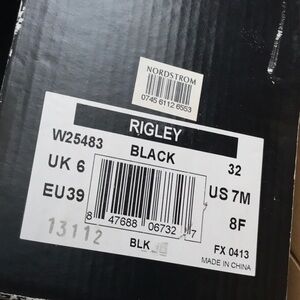 NORDSTROM
0745 6112 6553
RIGLEY
W25483 BLACK 32
UK 6 US 7M
EU39 8F
8 47688 06732 7
13112 BLK FX 0413
MADE IN CHINA